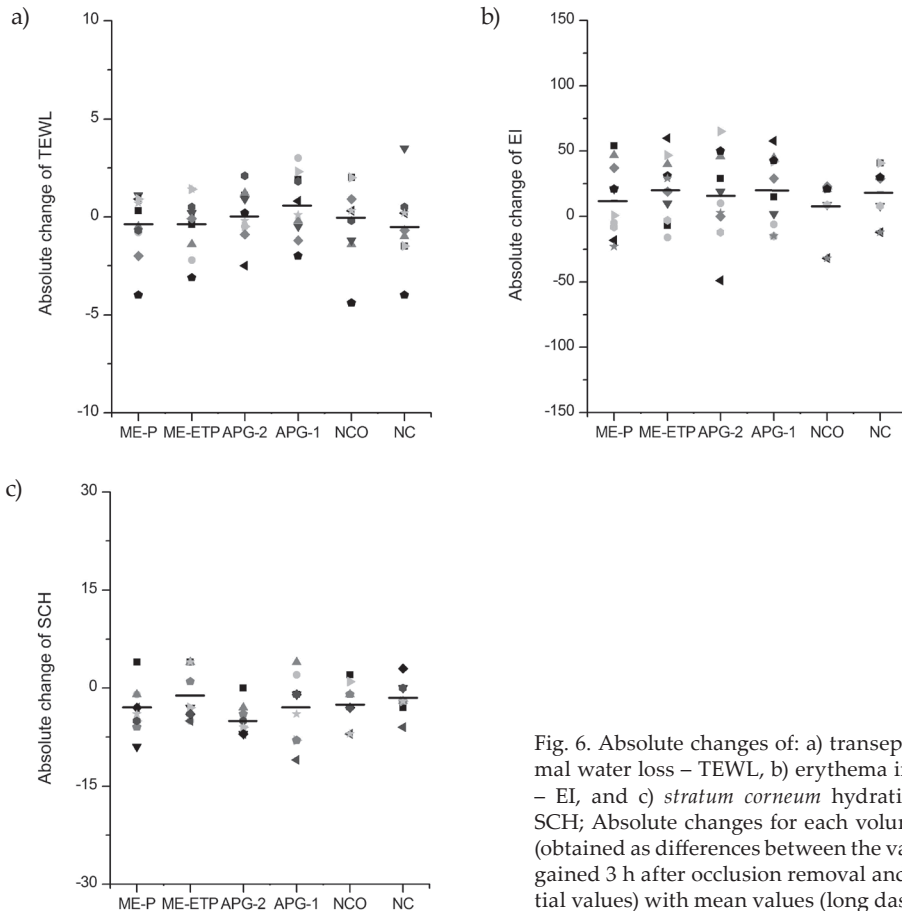 a)
10
5
0
-5
-10
Absolute change of TEWL
ME-P ME-ETP APG-2 APG-1 NCO NC
b)
150
100
50
0
-50
-100
-150
Absolute change of EI
ME-P ME-ETP APG-2 APG-1 NCO NC
c)
30
15
0
-15
-30
Absolute change of SCH
ME-P ME-ETP APG-2 APG-1 NCO NC
Fig. 6. Absolute changes of: a) transep
mal water loss – TEWL, b) erythema i
– EI, and c) stratum corneum hydrati
SCH; Absolute changes for each volu
(obtained as differences between the va
gained 3 h after occlusion removal and
tial values) with mean values (long das